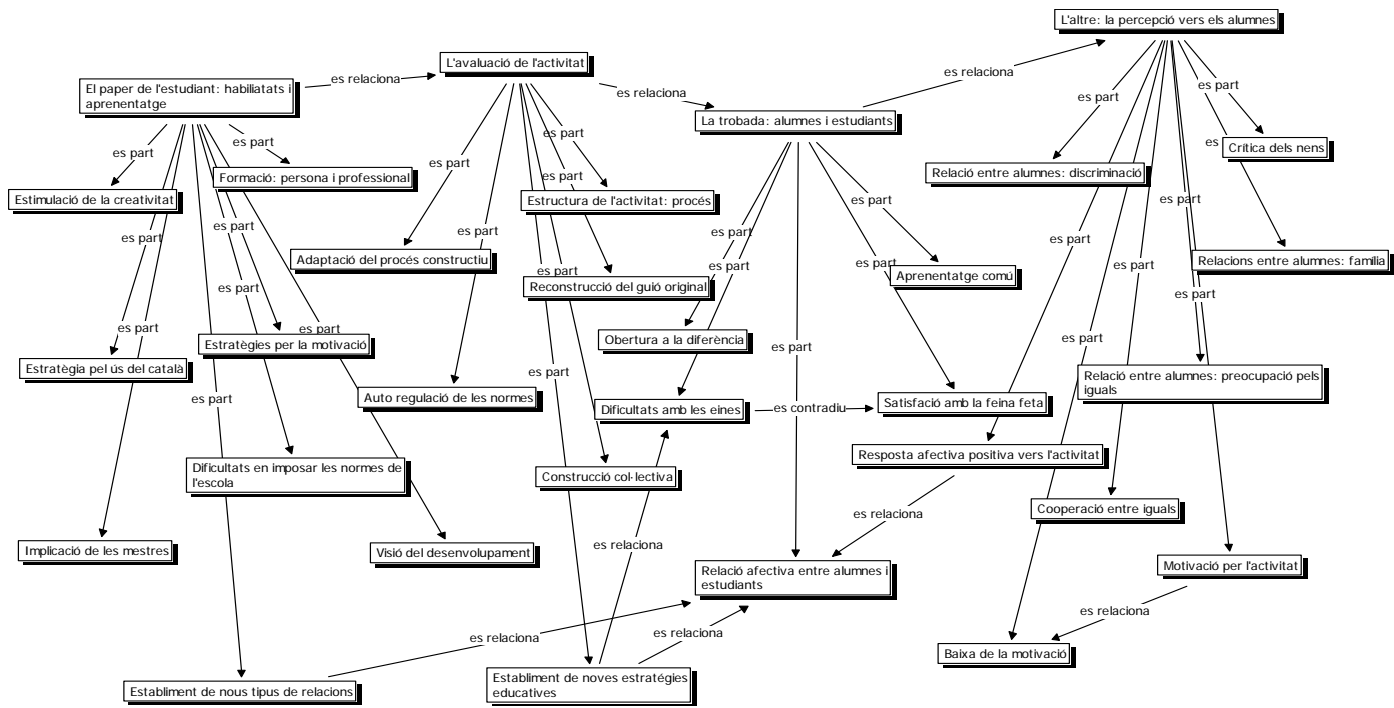 L'altre: la percepció vers els alumnes
L'avaluació de l'activitat
es relaciona
es relaciona
El paper de l'estudiant: habiliatats i
aprenentatge
es relaciona
es part
es part
La trobada: alumnes i estudiants
es part
es part
es part
es
Crítica dels nens
es part
Relació entre alumnes: discriminació
es part
Formació: persona i professional
Estimulació de la creativitat
Estructura de l'activitat: procés
es part
es part
es part
es part
es part
es part
es part
es part
Adaptació del procés constructiu
Relacions entre alumnes: familia
es part
es part
es part
es part
Aprenentatge comú
es part
Reconstrucció del guió original
es part
es part
es part
es part
Obertura a la diferència
es part
Estratègies per la motivació
es part
Estratègia pel ús del català
es part
Relació entre alumnes: preocupació pels
iguals
es part
Auto regulació de les normes
Dificultats amb les eines
es contradiu
Satisfació amb la feina feta
Resposta afectiva positiva vers l'activitat
Dificultats en imposar les normes de
l'escola
Construcció col·lectiva
Cooperació entre iguals
es relaciona
es relaciona
Implicació de les mestres
Visió del desenvolupament
Motivació per l'activitat
Relació afectiva entre alumnes i
estudiants
es relaciona
es relaciona
es relaciona
Baixa de la motivació
Establiment de nous tipus de relacions
Establiment de noves estratégies
educatives